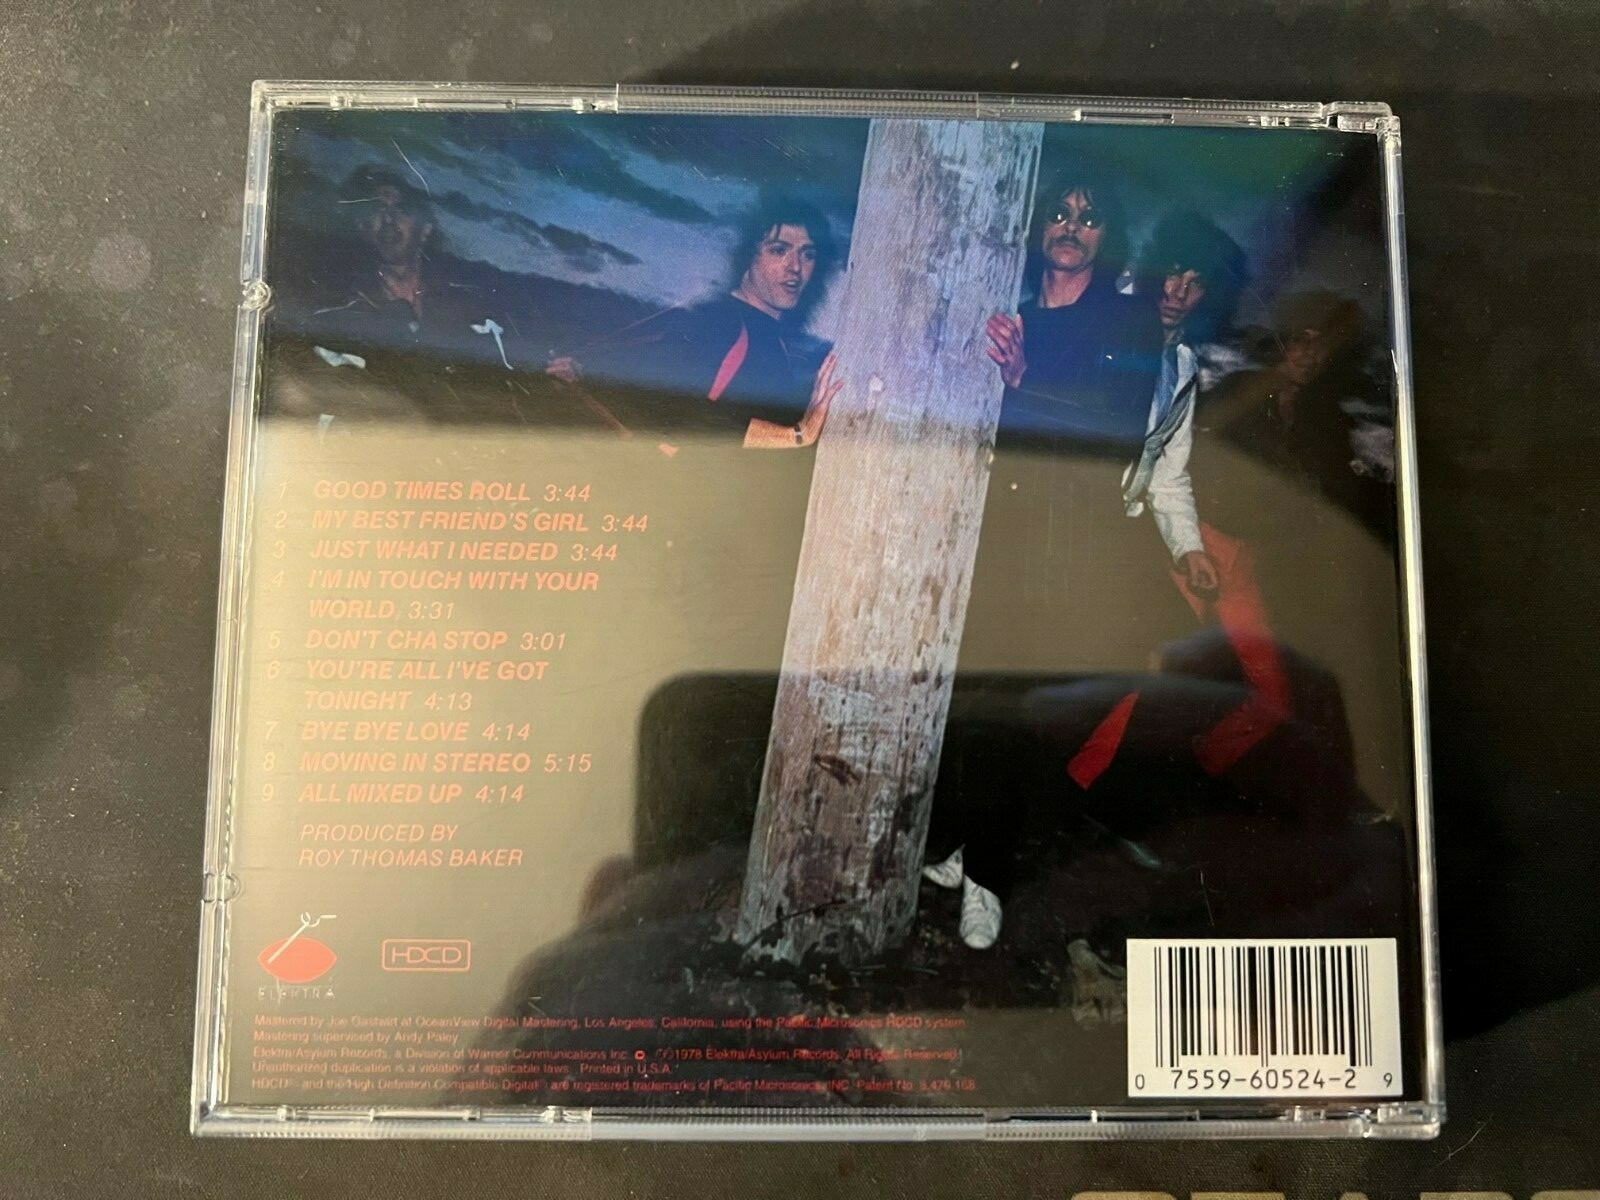 1 GOOD TIMES ROLL 3:44
2 MY BEST FRIEND'S GIRL 3:44
3 JUST WHAT I NEEDED 3:44
4 I'M IN TOUCH WITH YOUR
WORLD 3:31
5 DON'T CHA STOP 3:01
6 YOU'RE ALL I'VE GOT
TONIGHT 4:13
7 BYE BYE LOVE 4:14
8 MOVING IN STEREO 5:15
9 ALL MIXED UP 4:14
PRODUCED BY
ROY THOMAS BAKER
ELEKTRA
HDCD
Mastered by Joe Gastwirt at OceanView Digital Mastering, Los Angeles, California, using the Pacific Microsonics HDCD system.
Mastering supervised by Andy Paley
Elektra/Asylum Records, a Division of Warner Communications Inc. ℗ © 1978 Elektra/Asylum Records. All Rights Reserved.
Unauthorized duplication is a violation of applicable laws. Printed in U.S.A.
HDCD® and the High Definition Compatible Digital® are registered trademarks of Pacific Microsonics, INC. Patent No. 5,479,168
0 7559-60524-2 9